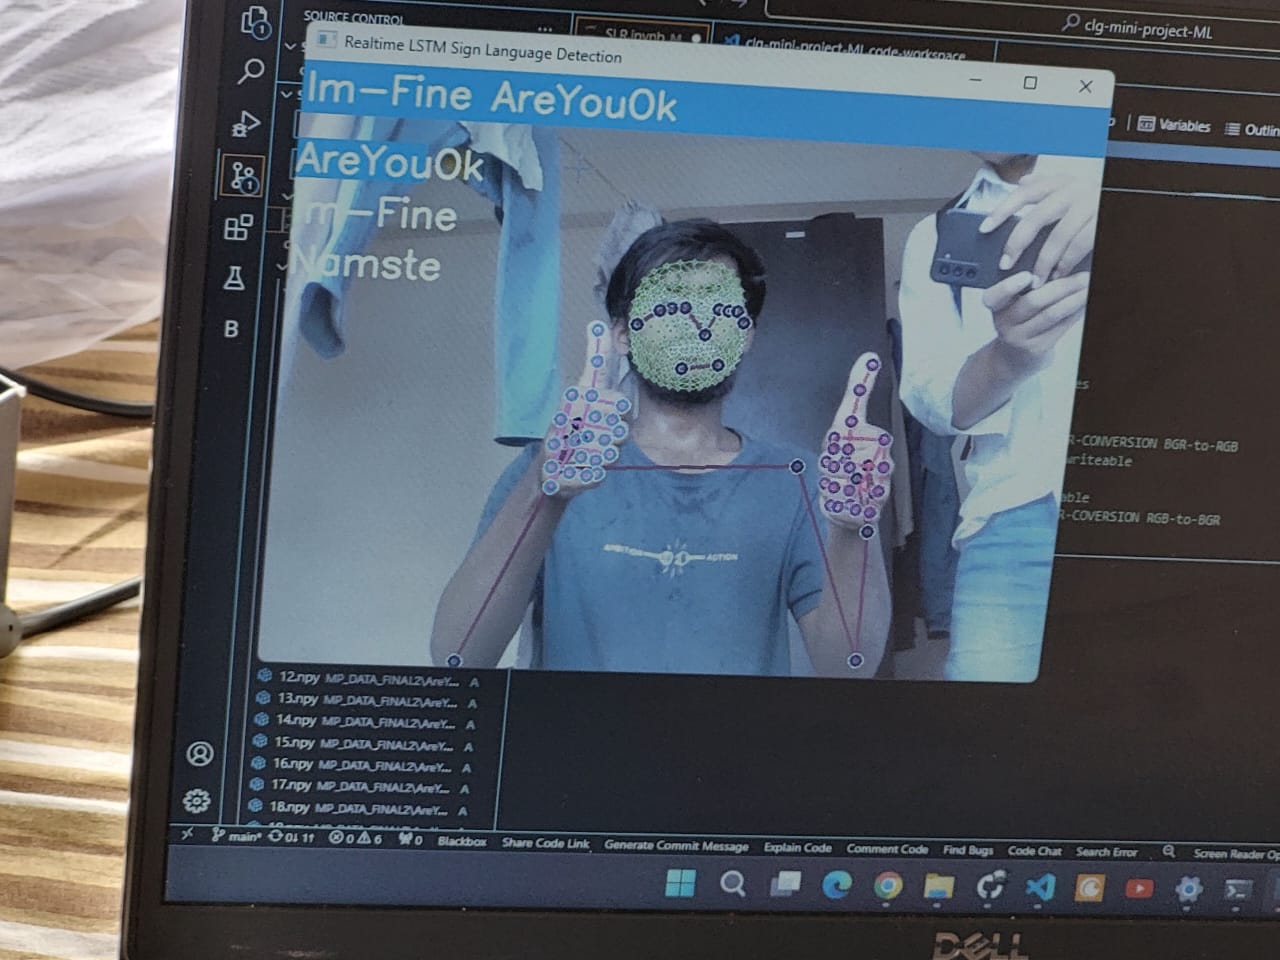 SOURCE CONTROL
SLR.ipynb M
clg-mini-project-ML.code-workspace
clg-mini-project-ML
Realtime LSTM Sign Language Detection
Im-Fine AreYouOk
Variables
Outlin
AreYouOk
Im-Fine
Namste
R-CONVERSION BGR-to-RGB
writeable
able
R-COVERSION RGB-to-BGR
AMBITION ACTION
12.npy MP_DATA_FINAL2\AreY... A
13.npy MP_DATA_FINAL2\AreY... A
14.npy MP_DATA_FINAL2\AreY... A
15.npy MP_DATA_FINAL2\AreY... A
16.npy MP_DATA_FINAL2\AreY... A
17.npy MP_DATA_FINAL2\AreY... A
18.npy MP_DATA_FINAL2\AreY... A
main* 0↓ 1↑ 0 6 0 Blackbox Share Code Link Generate Commit Message Explain Code Comment Code Find Bugs Code Chat Search Error Screen Reader Op
DELL